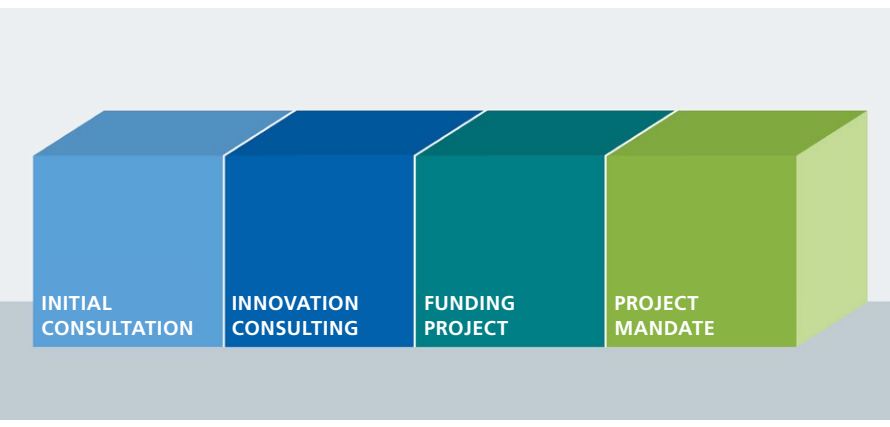 INITIAL
CONSULTATION
INNOVATION
CONSULTING
FUNDING
PROJECT
PROJECT
MANDATE